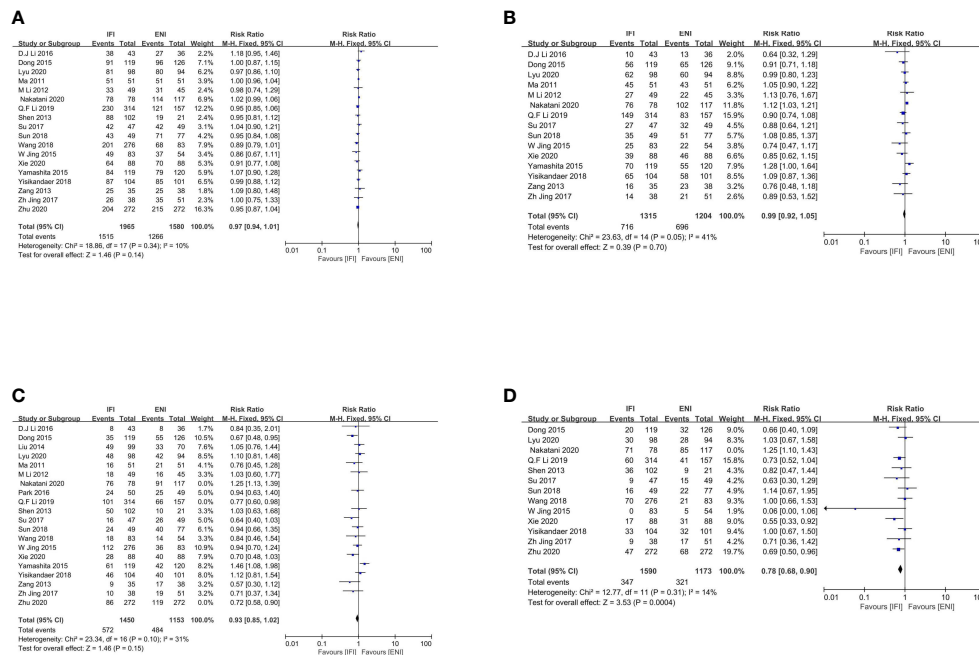 A
IFI ENI Risk Ratio Risk Ratio
Study or Subgroup Events Total Events Total Weight M-H. Fixed. 95% CI M-H. Fixed. 95% CI
D.J Li 2016 38 43 27 36 2.2% 1.18 [0.95, 1.46]
Dong 2015 91 119 96 126 7.1% 1.00 [0.87, 1.15]
Lyu 2020 81 98 80 94 6.2% 0.97 [0.86, 1.10]
Ma 2011 51 51 51 51 3.9% 1.00 [0.96, 1.04]
M Li 2012 33 49 31 45 2.5% 0.98 [0.74, 1.29]
Nakatani 2020 78 78 114 117 7.0% 1.02 [0.99, 1.06]
Q.F Li 2019 230 314 121 157 12.2% 0.95 [0.85, 1.06]
Shen 2013 88 102 19 21 2.4% 0.95 [0.81, 1.12]
Su 2017 42 47 42 49 3.1% 1.04 [0.90, 1.21]
Sun 2018 43 49 71 77 4.2% 0.95 [0.84, 1.08]
Wang 2018 201 276 68 83 7.9% 0.89 [0.79, 1.01]
W Jing 2015 49 83 37 54 3.4% 0.86 [0.67, 1.11]
Xie 2020 64 88 70 88 5.3% 0.91 [0.77, 1.08]
Yamashita 2015 84 119 79 120 6.0% 1.07 [0.90, 1.28]
Yisikandaer 2018 87 104 85 101 6.6% 0.99 [0.88, 1.12]
Zang 2013 25 35 25 38 1.8% 1.09 [0.80, 1.48]
Zh Jing 2017 26 38 35 51 2.3% 1.00 [0.75, 1.33]
Zhu 2020 204 272 215 272 16.3% 0.95 [0.87, 1.04]
Total (95% CI) 1965 1580 100.0% 0.97 [0.94, 1.01]
Total events 1515 1266
Heterogeneity: Chi² = 18.86, df = 17 (P = 0.34); I² = 10%
Test for overall effect: Z = 1.46 (P = 0.14)
0.01 0.1 1 10 100
Favours [IFI] Favours [ENI]
B
IFI ENI Risk Ratio Risk Ratio
Study or Subgroup Events Total Events Total Weight M-H. Fixed. 95% CI M-H. Fixed. 95% CI
D.J Li 2016 10 43 13 36 2.0% 0.64 [0.32, 1.29]
Dong 2015 56 119 65 126 9.0% 0.91 [0.71, 1.18]
Lyu 2020 62 98 60 94 8.7% 0.99 [0.80, 1.23]
Ma 2011 45 51 43 51 6.1% 1.05 [0.90, 1.22]
M Li 2012 27 49 22 45 3.3% 1.13 [0.76, 1.67]
Nakatani 2020 76 78 102 117 11.6% 1.12 [1.03, 1.21]
Q.F Li 2019 149 314 83 157 15.8% 0.90 [0.74, 1.08]
Su 2017 27 47 32 49 4.5% 0.88 [0.64, 1.21]
Sun 2018 35 49 51 77 5.6% 1.08 [0.85, 1.37]
W Jing 2015 25 83 22 54 3.8% 0.74 [0.47, 1.17]
Xie 2020 39 88 46 88 6.6% 0.85 [0.62, 1.15]
Yamashita 2015 70 119 55 120 7.8% 1.28 [1.00, 1.64]
Yisikandaer 2018 65 104 58 101 8.4% 1.09 [0.87, 1.36]
Zang 2013 16 35 23 38 3.1% 0.76 [0.48, 1.18]
Zh Jing 2017 14 38 21 51 2.6% 0.89 [0.53, 1.52]
Total (95% CI) 1315 1204 100.0% 0.99 [0.92, 1.05]
Total events 716 696
Heterogeneity: Chi² = 23.63, df = 14 (P = 0.05); I² = 41%
Test for overall effect: Z = 0.39 (P = 0.70)
0.01 0.1 1 10 100
Favours [IFI] Favours [ENI]
C
IFI ENI Risk Ratio Risk Ratio
Study or Subgroup Events Total Events Total Weight M-H. Fixed. 95% CI M-H. Fixed. 95% CI
D.J Li 2016 8 43 8 36 0.0% 0.84 [0.35, 2.01]
Dong 2015 35 119 55 126 9.0% 0.67 [0.48, 0.95]
Liu 2014 49 99 33 70 6.5% 1.05 [0.76, 1.44]
Lyu 2020 48 98 42 94 7.2% 1.10 [0.81, 1.48]
Ma 2011 16 51 21 51 3.5% 0.76 [0.45, 1.28]
M Li 2012 18 49 16 45 2.8% 1.03 [0.60, 1.77]
Nakatani 2020 76 78 91 117 0.0% 1.25 [1.13, 1.39]
Park 2016 24 50 25 49 4.3% 0.94 [0.63, 1.40]
Q.F Li 2019 101 314 66 157 0.0% 0.77 [0.60, 0.98]
Shen 2013 50 102 10 21 2.8% 1.03 [0.63, 1.68]
Su 2017 16 47 26 49 4.3% 0.64 [0.40, 1.03]
Sun 2018 24 49 40 77 5.2% 0.94 [0.66, 1.35]
Wang 2018 18 83 14 54 2.9% 0.84 [0.46, 1.54]
W Jing 2015 112 276 36 83 9.3% 0.94 [0.70, 1.24]
Xie 2020 28 88 40 88 6.7% 0.70 [0.48, 1.03]
Yamashita 2015 61 119 42 120 7.0% 1.46 [1.08, 1.98]
Yisikandaer 2018 46 104 40 101 6.8% 1.12 [0.81, 1.54]
Zang 2013 9 35 17 38 2.7% 0.57 [0.30, 1.12]
Zh Jing 2017 10 38 19 51 2.7% 0.71 [0.37, 1.34]
Zhu 2020 86 272 119 272 0.0% 0.72 [0.58, 0.90]
Total (95% CI) 1450 1153 100.0% 0.93 [0.85, 1.02]
Total events 572 484
Heterogeneity: Chi² = 23.34, df = 16 (P = 0.10); I² = 31%
Test for overall effect: Z = 1.46 (P = 0.15)
0.01 0.1 1 10 100
Favours [IFI] Favours [ENI]
D
IFI ENI Risk Ratio Risk Ratio
Study or Subgroup Events Total Events Total Weight M-H. Fixed. 95% CI M-H. Fixed. 95% CI
Dong 2015 20 119 32 126 9.0% 0.66 [0.40, 1.09]
Lyu 2020 30 98 28 94 8.3% 1.03 [0.67, 1.58]
Nakatani 2020 71 78 85 117 0.0% 1.25 [1.10, 1.43]
Q.F Li 2019 60 314 41 157 15.8% 0.73 [0.52, 1.04]
Shen 2013 36 102 9 21 4.3% 0.82 [0.47, 1.44]
Su 2017 9 47 15 49 4.2% 0.63 [0.30, 1.29]
Sun 2018 16 49 22 77 4.9% 1.14 [0.67, 1.95]
Wang 2018 70 276 21 83 9.3% 1.00 [0.66, 1.53]
W Jing 2015 0 83 5 54 1.9% 0.06 [0.00, 1.06]
Xie 2020 17 88 31 88 9.0% 0.55 [0.33, 0.92]
Yisikandaer 2018 33 104 32 101 9.4% 1.00 [0.67, 1.50]
Zh Jing 2017 9 38 17 51 4.2% 0.71 [0.36, 1.42]
Zhu 2020 47 272 68 272 19.7% 0.69 [0.50, 0.96]
Total (95% CI) 1590 1173 100.0% 0.78 [0.68, 0.90]
Total events 347 321
Heterogeneity: Chi² = 12.77, df = 11 (P = 0.31); I² = 14%
Test for overall effect: Z = 3.53 (P = 0.0004)
0.01 0.1 1 10 100
Favours [IFI] Favours [ENI]